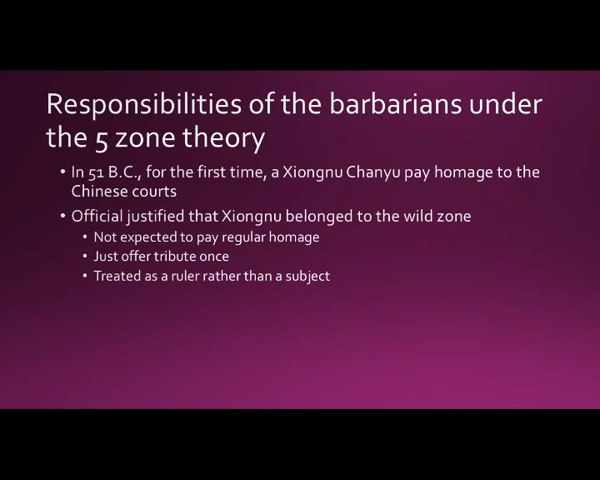 Responsibilities of the barbarians under
the 5 zone theory
• In 51 B.C., for the first time, a Xiongnu Chanyu pay homage to the
Chinese courts
• Official justified that Xiongnu belonged to the wild zone
• Not expected to pay regular homage
• Just offer tribute once
• Treated as a ruler rather than a subject